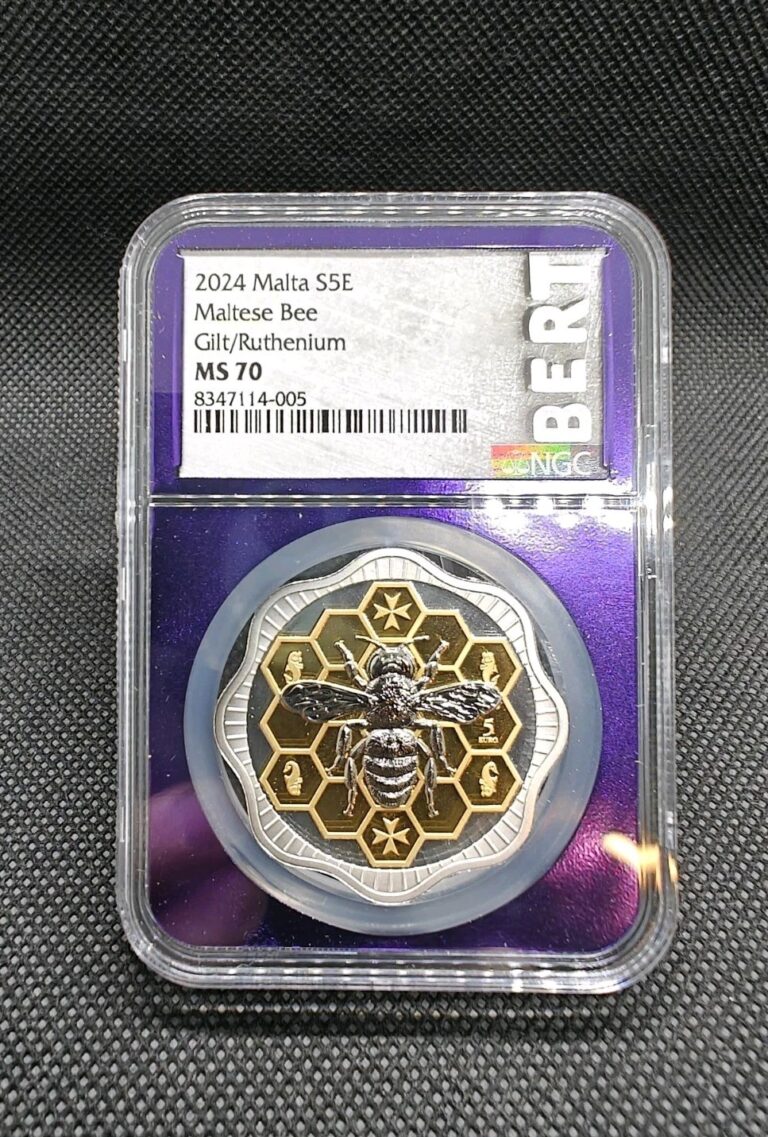 2024 Malta S5E
Maltese Bee
Gilt/Ruthenium
MS 70
8347114-005
BERT
NGC
5
EURO